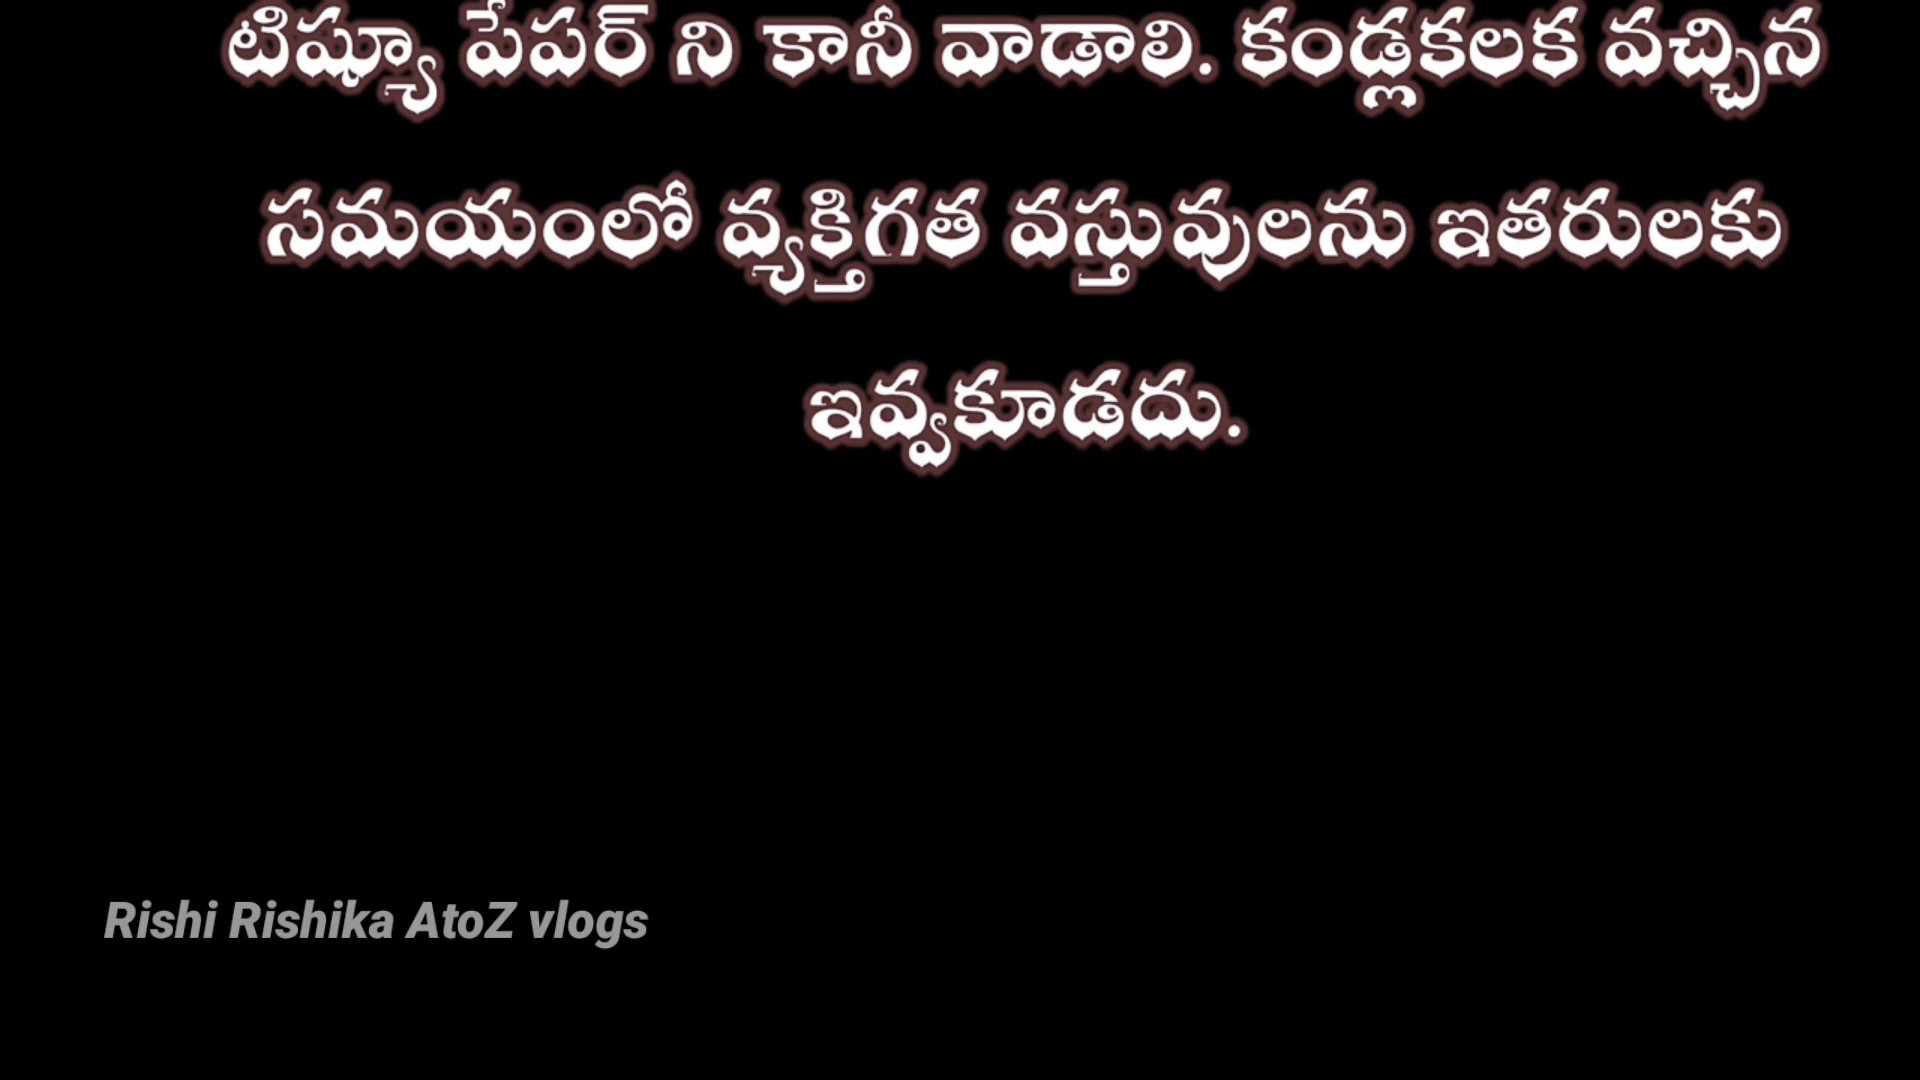 టిష్యూ పేపర్ ని కానీ వాడాలి. కండ్లకలక వచ్చిన
సమయంలో వ్యక్తిగత వస్తువులను ఇతరులకు
ఇవ్వకూడదు.
Rishi Rishika AtoZ vlogs